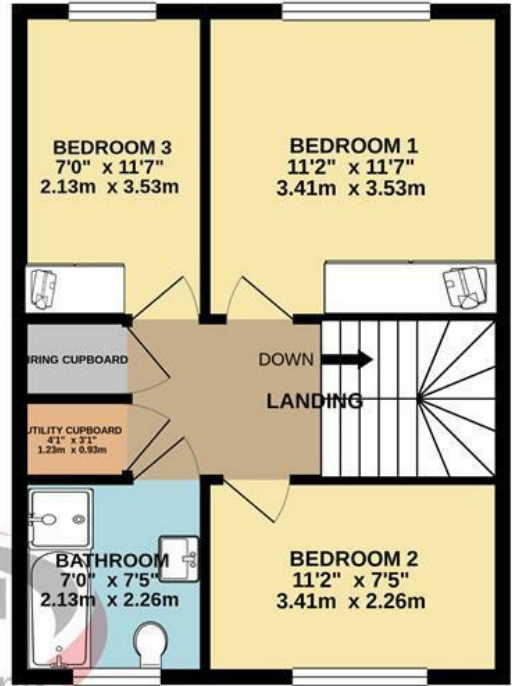 BEDROOM 3
7'0" x 11'7"
2.13m x 3.53m
BEDROOM 1
11'2" x 11'7"
3.41m x 3.53m
IRING CUPBOARD
DOWN
LANDING
UTILITY CUPBOARD
4'1" x 3'1"
1.23m x 0.93m
BATHROOM
7'0" x 7'5"
2.13m x 2.26m
BEDROOM 2
11'2" x 7'5"
3.41m x 2.26m